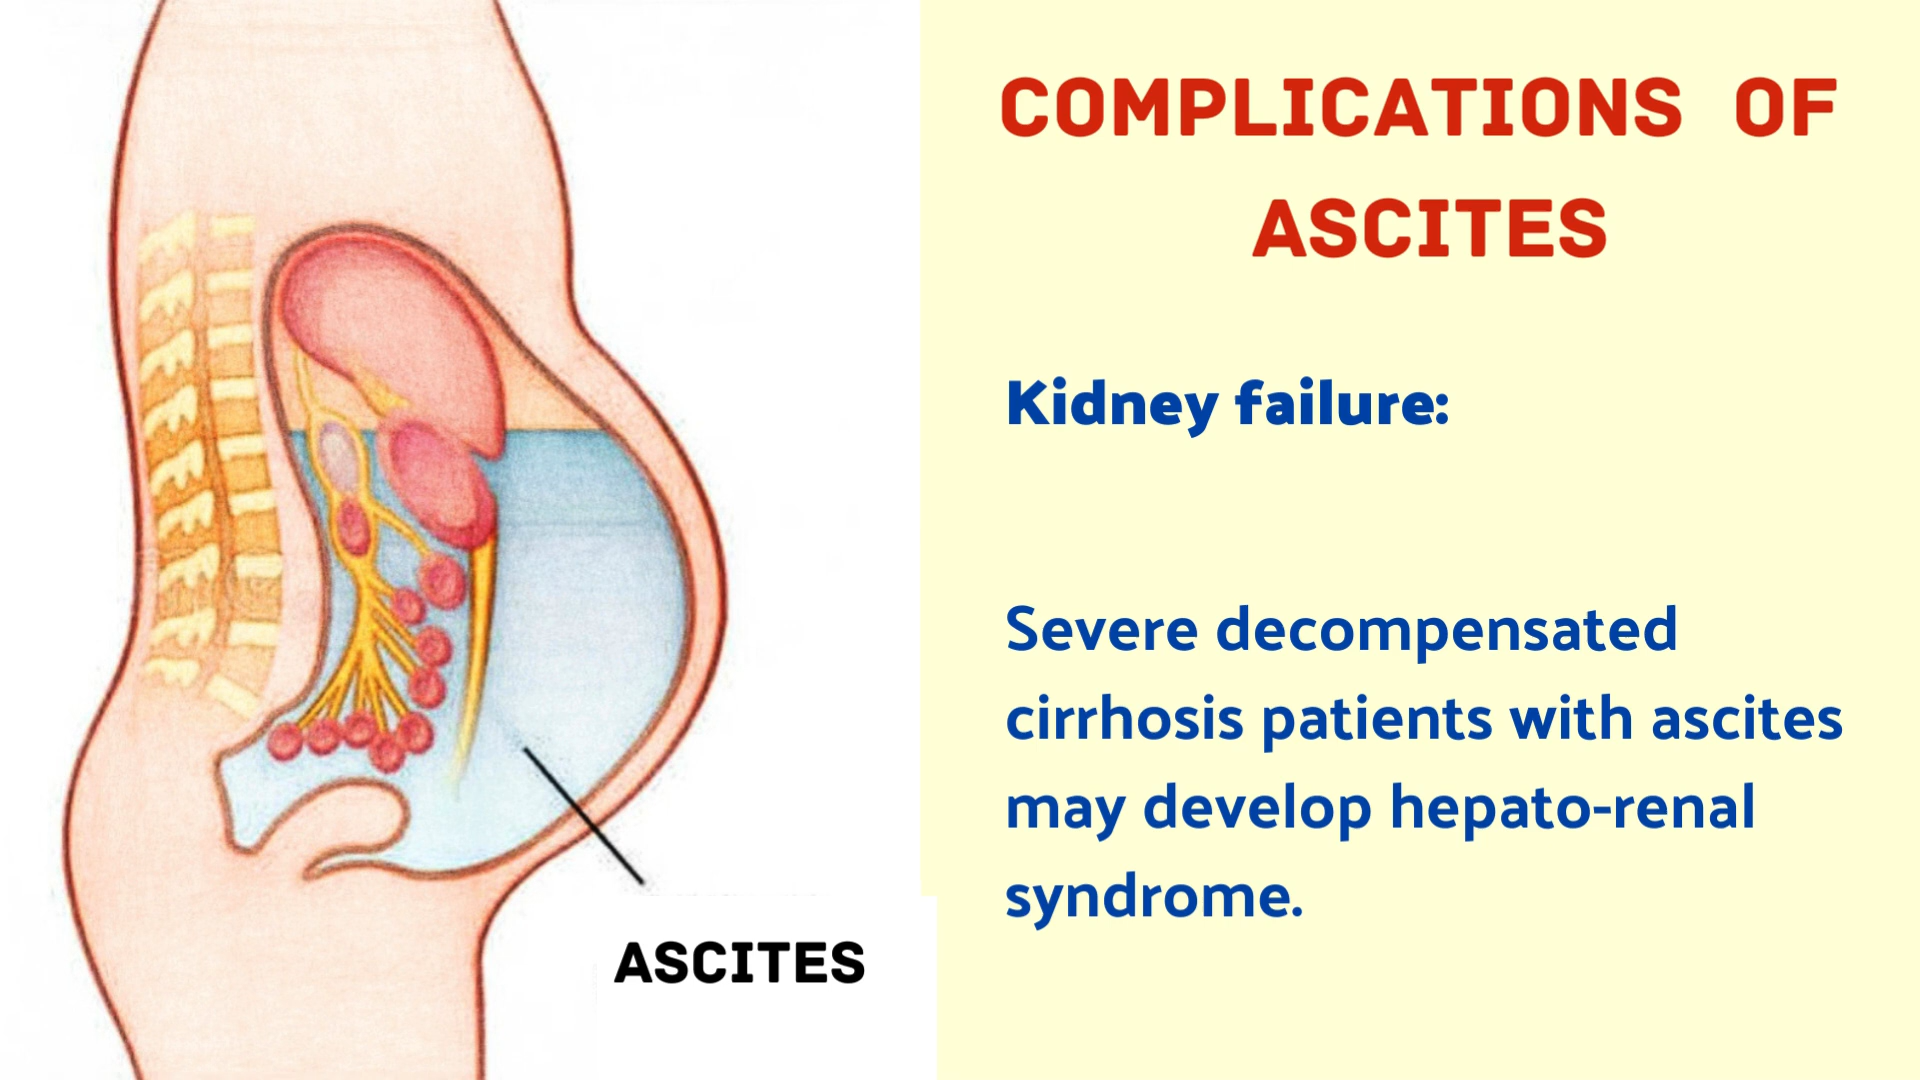 COMPLICATIONS OF
ASCITES
Kidney failure:
Severe decompensated
cirrhosis patients with ascites
may develop hepato-renal
syndrome.
ASCITES